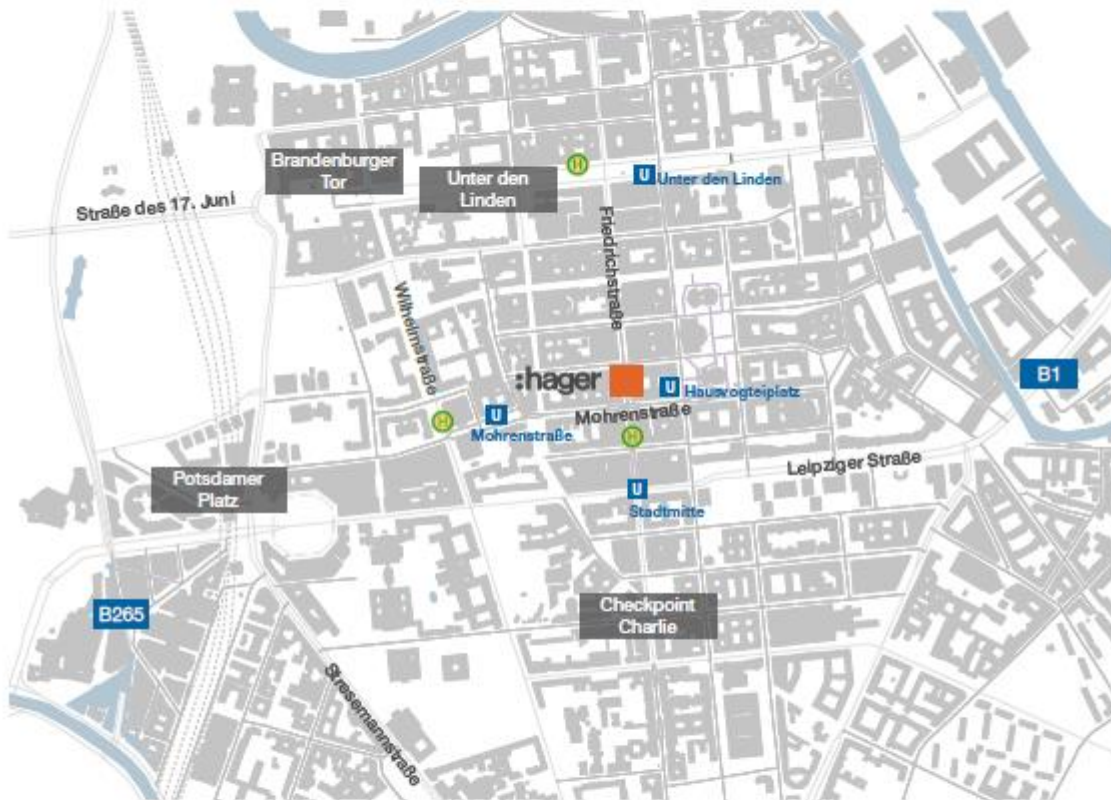 Brandenburger
Tor
Unter den
Linden
H
U Unter den Linden
Straße des 17. Juni
Friedrichstraße
Wilhelmstraße
:hager
U Hausvogteiplatz
B1
Mohrenstraße
H
U
Mohrenstraße
H
Leipziger Straße
Potsdamer
Platz
U
Stadtmitte
B265
Checkpoint
Charlie
Stresemannstraße